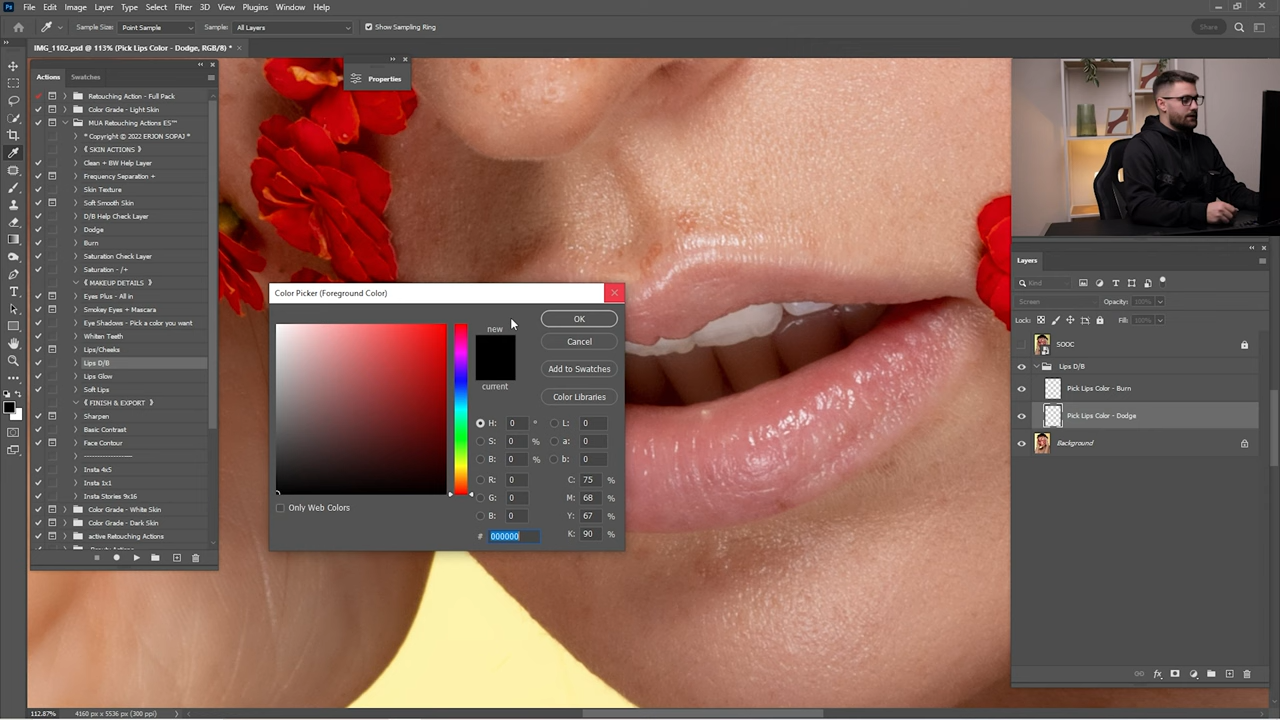 Ps File Edit Image Layer Type Select Filter 3D View Plugins Window Help
Sample Size: Point Sample Sample: All Layers Show Sampling Ring
Share
IMG_1102.psd @ 113% (Pick Lips Color - Dodge, RGB/8) * ×
Actions Swatches
Retouching Action - Full Pack
Color Grade - Light Skin
MUA Retouching Actions ES™
* Copyright © 2022 ERJON SOPAJ *
《 SKIN ACTIONS 》
Clean + BW Help Layer
Frequency Separation +
Skin Texture
Soft Smooth Skin
D/B Help Check Layer
Dodge
Burn
Saturation Check Layer
Saturation - /+
《 MAKEUP DETAILS 》
Eyes Plus - All in
Smokey Eyes + Mascara
Eye Shadows - Pick a color you want
Whiten Teeth
Lips/Cheeks
Lips D/B
Lips Glow
Soft Lips
《 FINISH & EXPORT 》
Sharpen
Basic Contrast
Face Contour
--------------------
Insta 4x5
Insta 1x1
Insta Stories 9x16
Color Grade - White Skin
Color Grade - Dark Skin
active Retouching Actions
Properties
Color Picker (Foreground Color)
new
current
OK
Cancel
Add to Swatches
Color Libraries
H: 0 ° L: 0
S: 0 % a: 0
B: 0 % b: 0
R: 0 C: 75 %
G: 0 M: 68 %
B: 0 Y: 67 %
# 000000 K: 90 %
Only Web Colors
Layers
Kind
Screen Opacity: 100%
Lock: Fill: 100%
SOOC
Lips D/B
Pick Lips Color - Burn
Pick Lips Color - Dodge
Background
112.87% 4160 px x 5536 px (300 ppi)